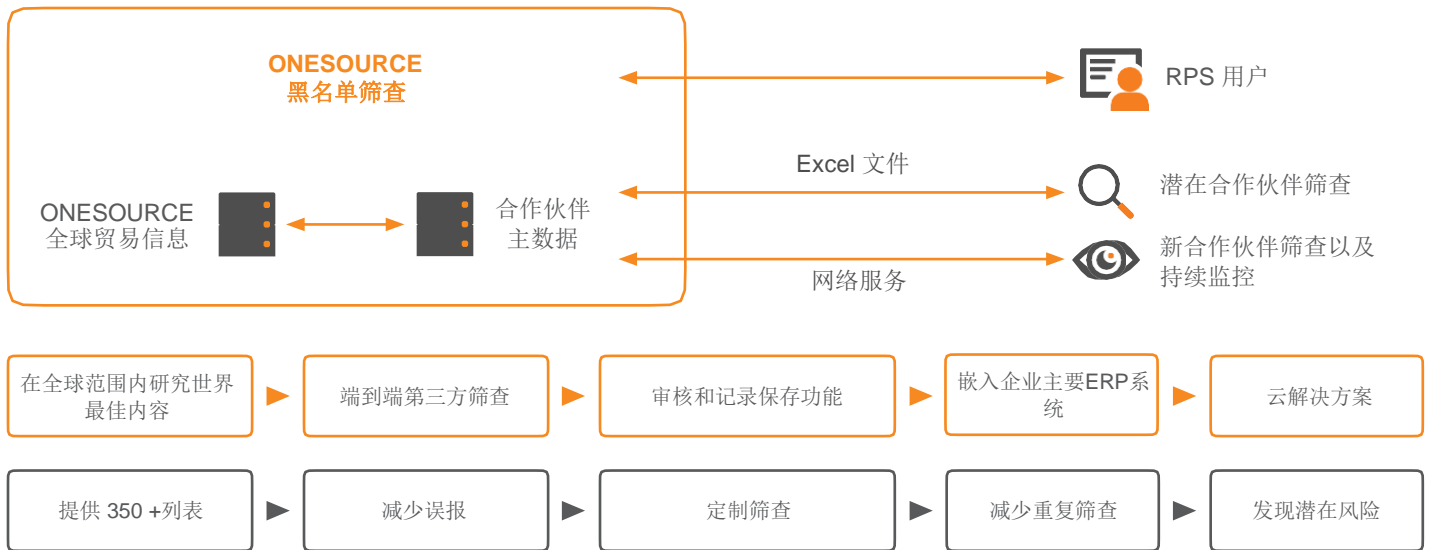 ONESOURCE
黑名单筛查
RPS 用户
Excel 文件
潜在合作伙伴筛查
ONESOURCE
全球贸易信息
合作伙伴
主数据
新合作伙伴筛查以及
持续监控
网络服务
在全球范围内研究世界
最佳内容
端到端第三方筛查
审核和记录保存功能
嵌入企业主要ERP系
统
云解决方案
提供 350 +列表
减少误报
定制筛查
减少重复筛查
发现潜在风险